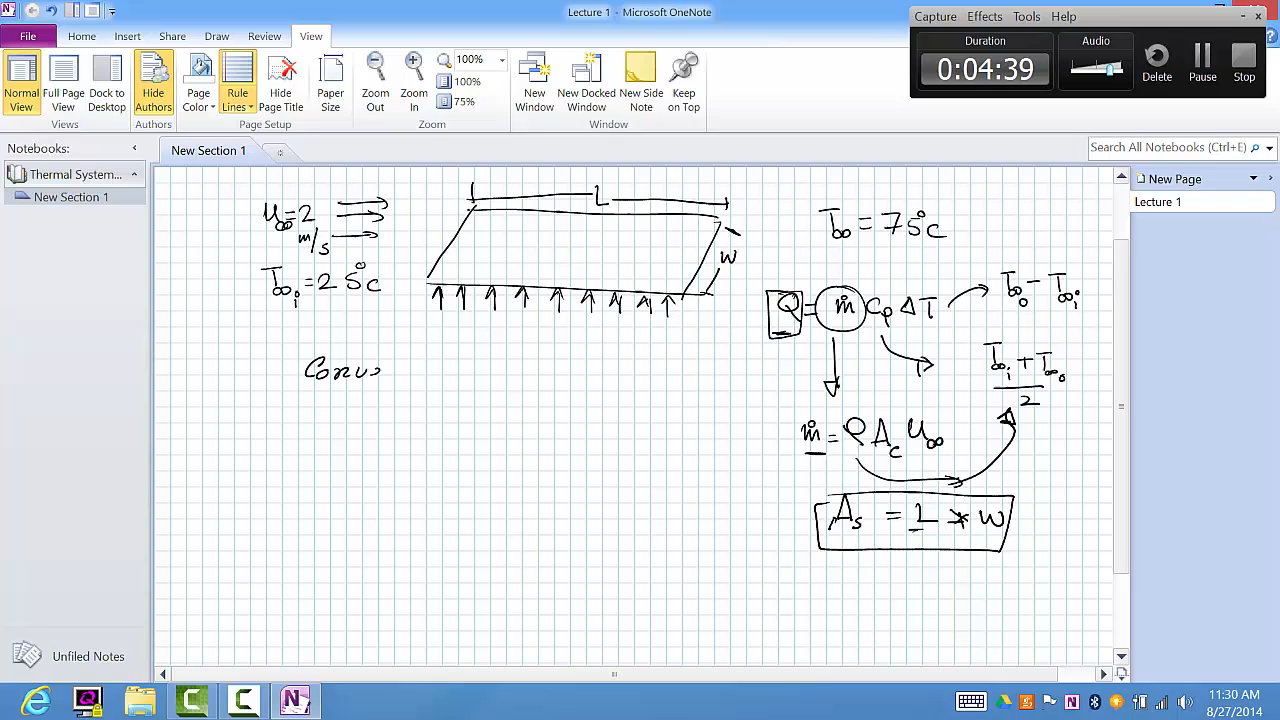 Lecture 1 - Microsoft OneNote
File Home Insert Share Draw Review View
Capture Effects Tools Help
Duration
0:04:39
Audio
Delete Pause Stop
Normal View
Full Page View
Dock to Desktop
Hide Authors
Page Color
Rule Lines
Hide Page Title
Paper Size
Zoom Out
Zoom In
100%
100%
75%
New Window
New Docked Window
New Side Note
Keep on Top
Views Authors Page Setup Zoom Window
Notebooks:
New Section 1
Search All Notebooks (Ctrl+E)
Thermal System...
New Section 1
New Page
Lecture 1
L
W
U∞=2
m/s
T∞i=25°C
Conv
T∞ = 75°C
Q = ṁ Cp ΔT
T∞o - T∞i
T∞i + T∞o
2
ṁ = ρ Ac U∞
As = L * W
Unfiled Notes
11:30 AM
8/27/2014